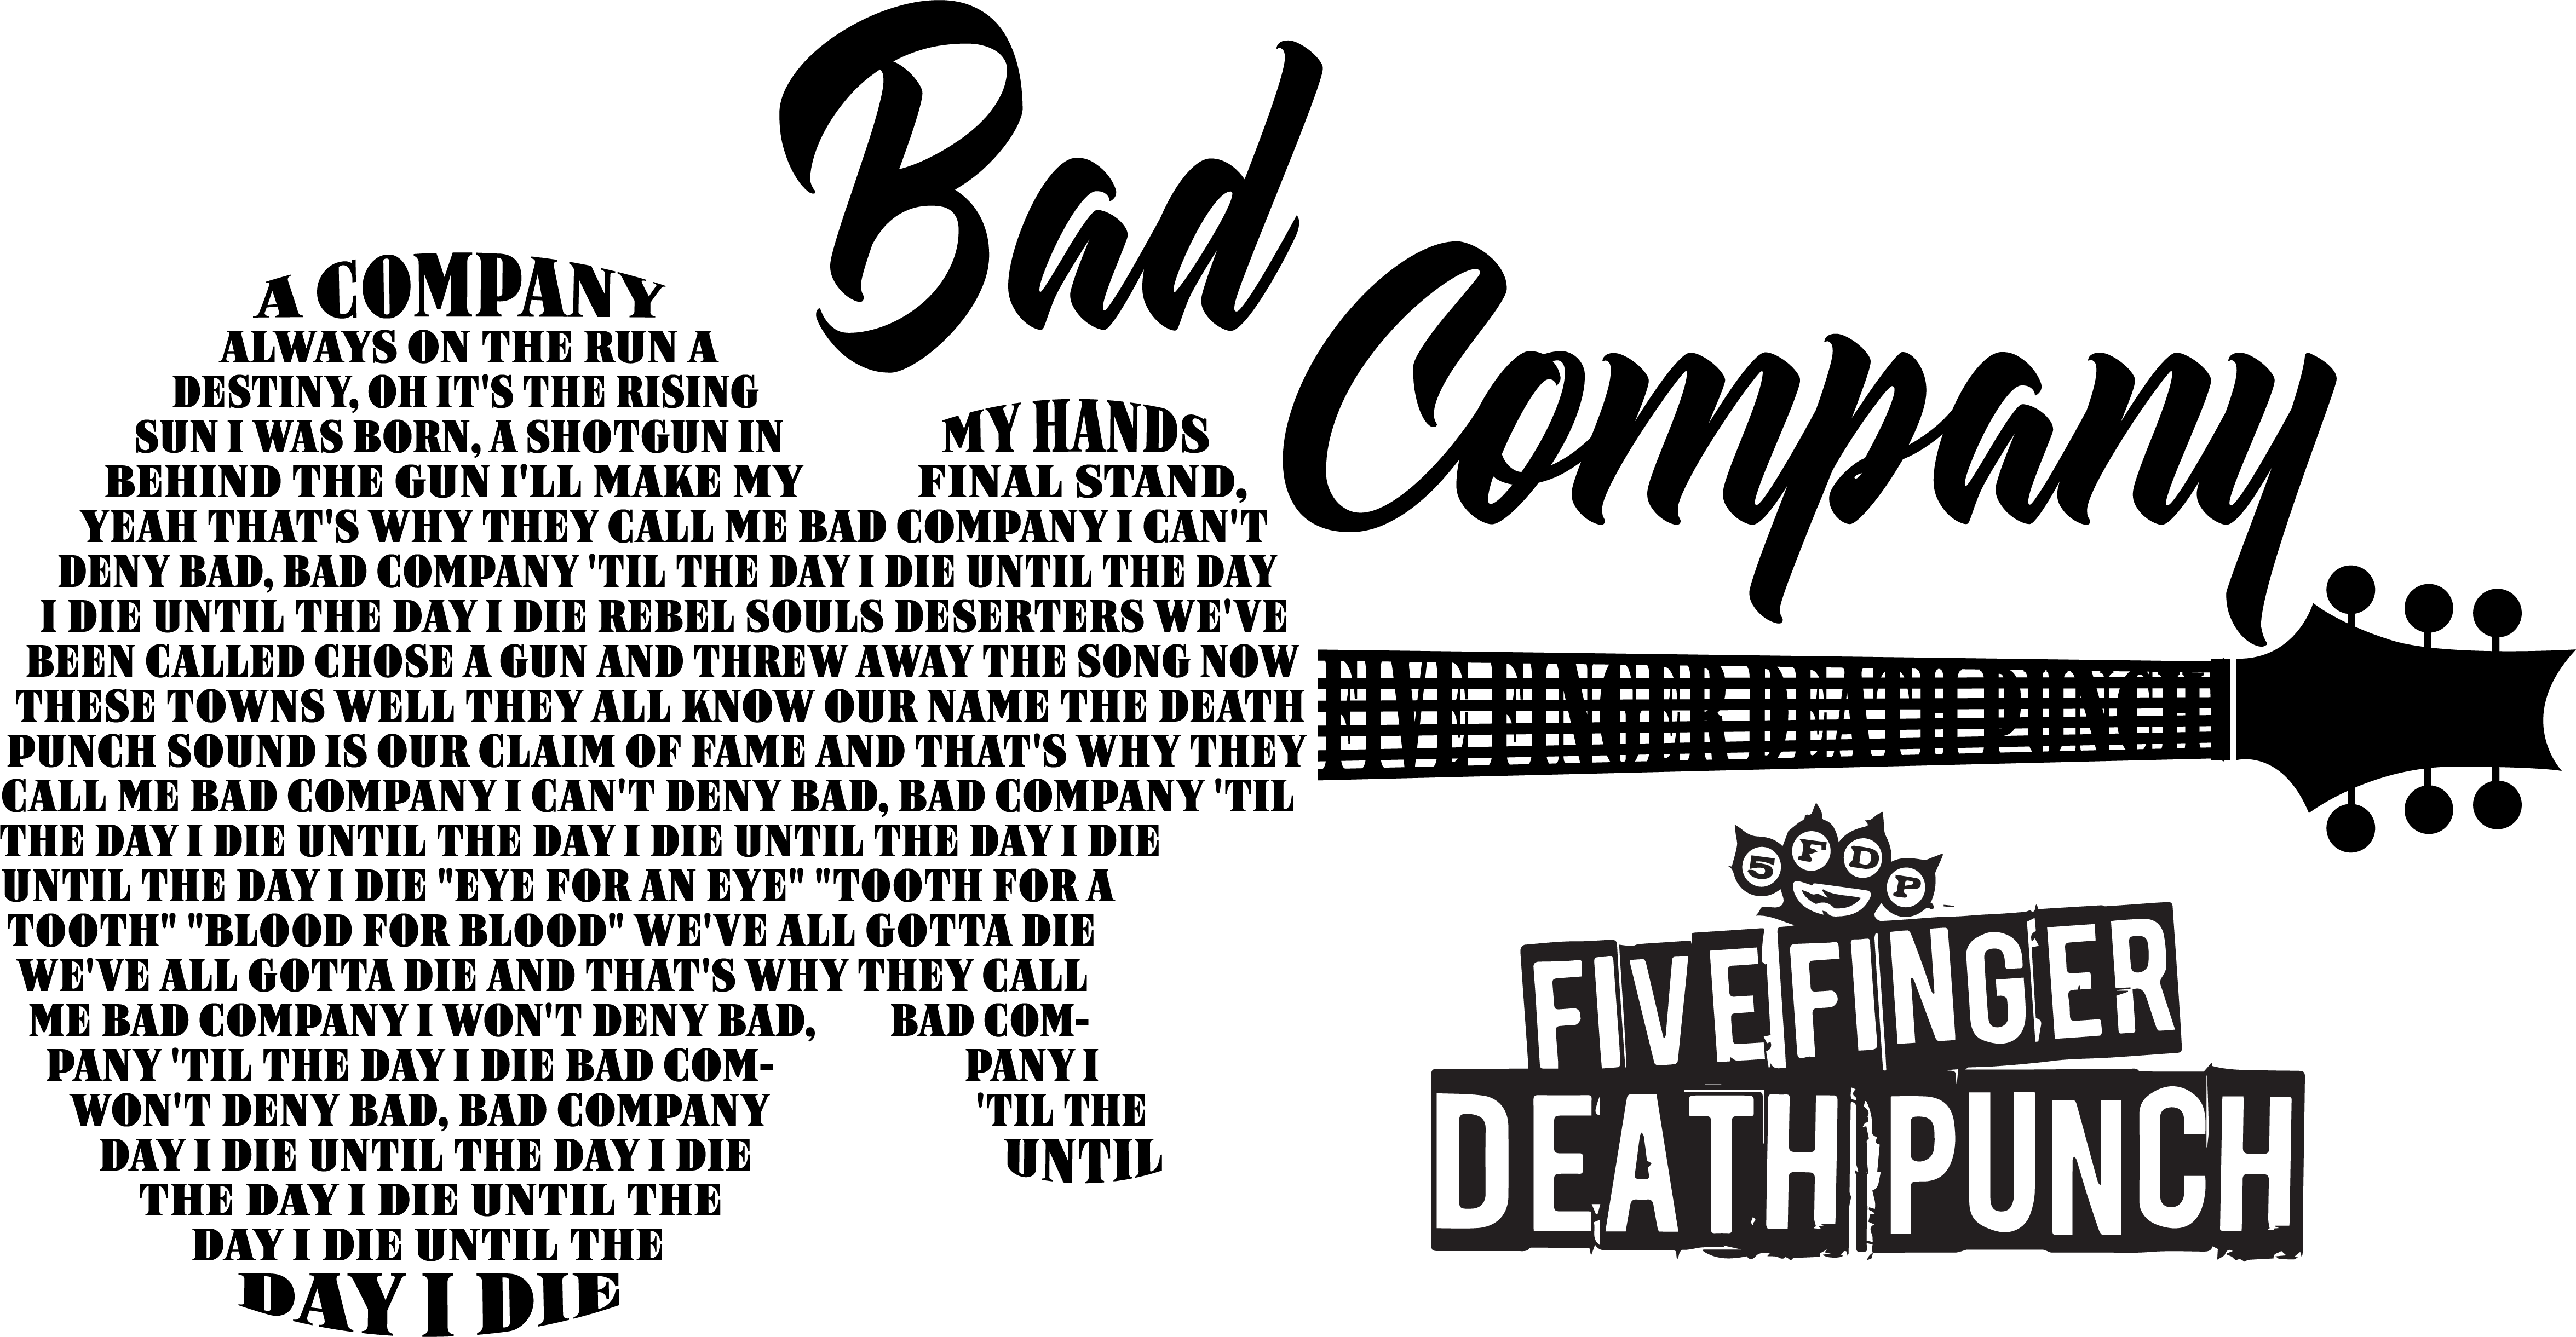 Bad
Company
A COMPANY
ALWAYS ON THE RUN A
DESTINY, OH IT'S THE RISING
SUN I WAS BORN, A SHOTGUN IN MY HANDS
BEHIND THE GUN I'LL MAKE MY FINAL STAND,
YEAH THAT'S WHY THEY CALL ME BAD COMPANY I CAN'T
DENY BAD, BAD COMPANY 'TIL THE DAY I DIE UNTIL THE DAY
I DIE UNTIL THE DAY I DIE REBEL SOULS DESERTERS WE'VE
BEEN CALLED CHOSE A GUN AND THREW AWAY THE SONG NOW
THESE TOWNS WELL THEY ALL KNOW OUR NAME THE DEATH
PUNCH SOUND IS OUR CLAIM OF FAME AND THAT'S WHY THEY
CALL ME BAD COMPANY I CAN'T DENY BAD, BAD COMPANY 'TIL
THE DAY I DIE UNTIL THE DAY I DIE UNTIL THE DAY I DIE
UNTIL THE DAY I DIE "EYE FOR AN EYE" "TOOTH FOR A
TOOTH" "BLOOD FOR BLOOD" WE'VE ALL GOTTA DIE
WE'VE ALL GOTTA DIE AND THAT'S WHY THEY CALL
ME BAD COMPANY I WON'T DENY BAD, BAD COM-
PANY 'TIL THE DAY I DIE BAD COM- PANY I
WON'T DENY BAD, BAD COMPANY 'TIL THE
DAY I DIE UNTIL THE DAY I DIE UNTIL
THE DAY I DIE UNTIL THE
DAY I DIE UNTIL THE
DAY I DIE
FIVE FINGER DEATH PUNCH
5 F D P
FIVE FINGER
DEATH PUNCH